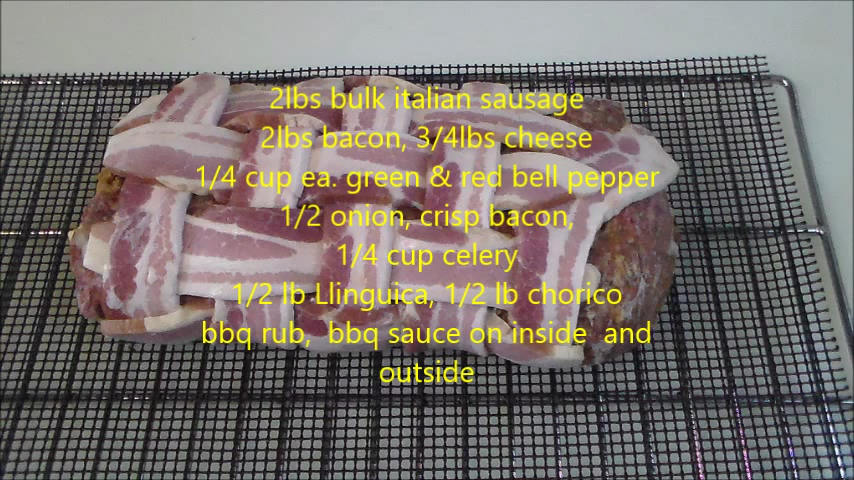 2lbs bulk italian sausage
2lbs bacon, 3/4lbs cheese
1/4 cup ea. green & red bell pepper
1/2 onion, crisp bacon,
1/4 cup celery
1/2 lb Llinguica, 1/2 lb chorico
bbq rub,  bbq sauce on inside  and
outside